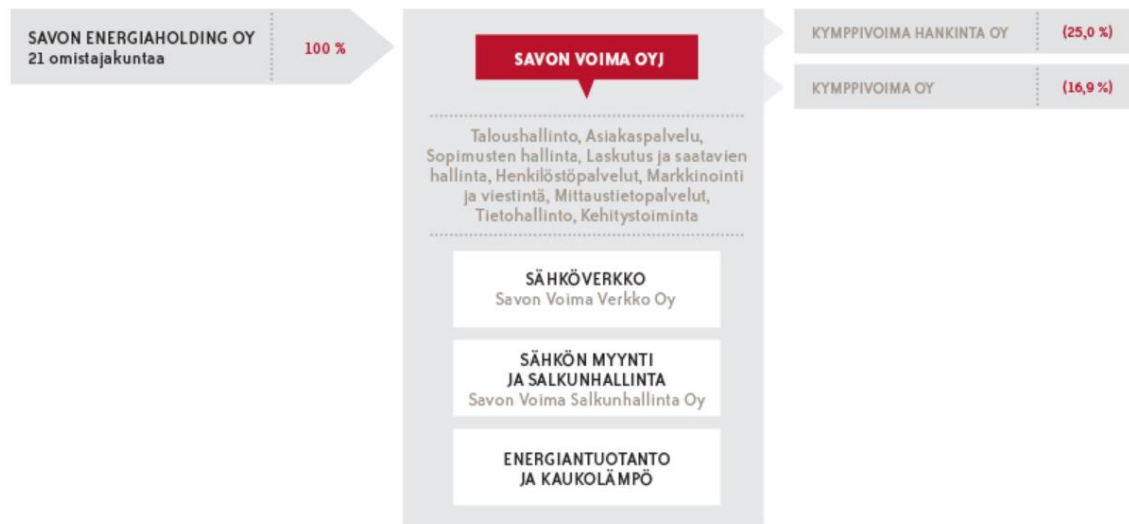 SAVON ENERGIAHOLDING OY
21 omistajakuntaa
100 %
SAVON VOIMA OYJ
Taloushallinto, Asiakaspalvelu,
Sopimusten hallinta, Laskutus ja saatavien
hallinta, Henkilöstöpalvelut, Markkinointi
ja viestintä, Mittaustietopalvelut,
Tietohallinto, Kehitystoiminta
SÄHKÖVERKKO
Savon Voima Verkko Oy
SÄHKÖN MYYNTI
JA SALKUNHALLINTA
Savon Voima Salkunhallinta Oy
ENERGIANTUOTANTO
JA KAUKOLÄMPÖ
KYMPPIVOIMA HANKINTA OY
(25,0 %)
KYMPPIVOIMA OY
(16,9 %)